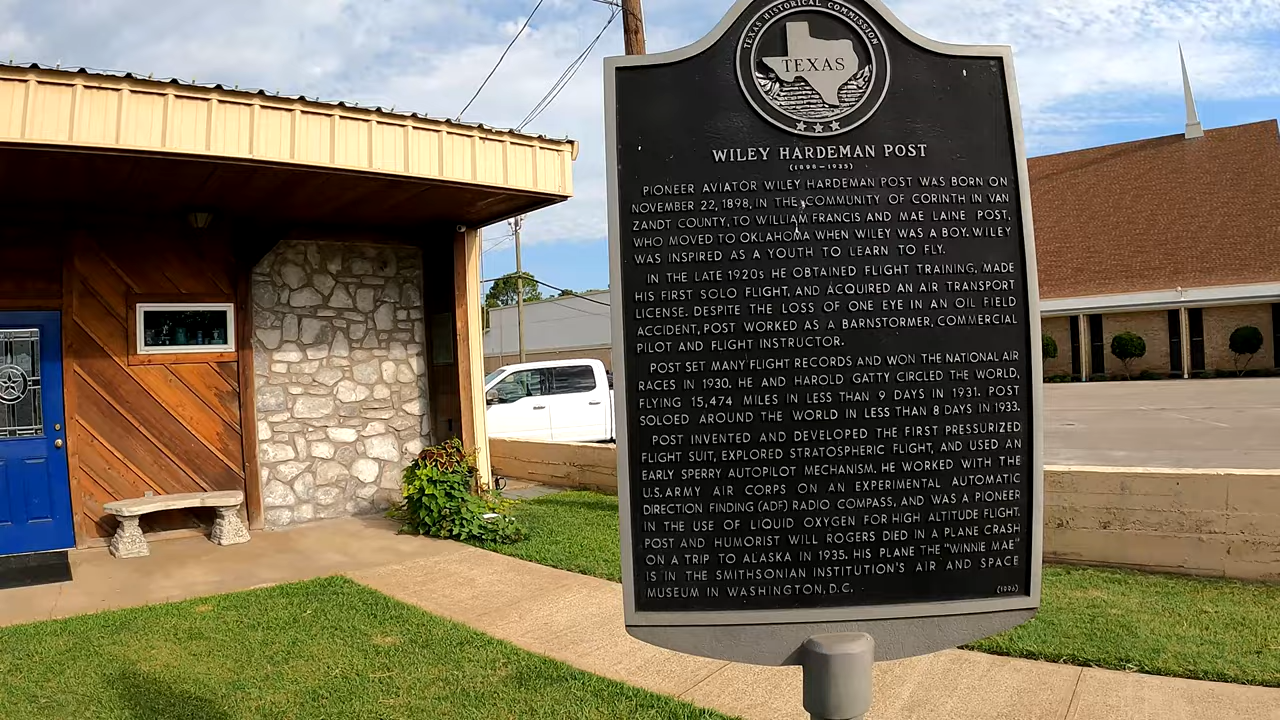 TEXAS HISTORICAL COMMISSION
TEXAS
WILEY HARDEMAN POST
(1898–1935)
PIONEER AVIATOR WILEY HARDEMAN POST WAS BORN ON
NOVEMBER 22, 1898, IN THE COMMUNITY OF CORINTH IN VAN
ZANDT COUNTY, TO WILLIAM FRANCIS AND MAE LAINE POST,
WHO MOVED TO OKLAHOMA WHEN WILEY WAS A BOY. WILEY
WAS INSPIRED AS A YOUTH TO LEARN TO FLY.
IN THE LATE 1920s HE OBTAINED FLIGHT TRAINING, MADE
HIS FIRST SOLO FLIGHT, AND ACQUIRED AN AIR TRANSPORT
LICENSE. DESPITE THE LOSS OF ONE EYE IN AN OIL FIELD
ACCIDENT, POST WORKED AS A BARNSTORMER, COMMERCIAL
PILOT AND FLIGHT INSTRUCTOR.
POST SET MANY FLIGHT RECORDS AND WON THE NATIONAL AIR
RACES IN 1930. HE AND HAROLD GATTY CIRCLED THE WORLD,
FLYING 15,474 MILES IN LESS THAN 9 DAYS IN 1931. POST
SOLOED AROUND THE WORLD IN LESS THAN 8 DAYS IN 1933.
POST INVENTED AND DEVELOPED THE FIRST PRESSURIZED
FLIGHT SUIT, EXPLORED STRATOSPHERIC FLIGHT, AND USED AN
EARLY SPERRY AUTOPILOT MECHANISM. HE WORKED WITH THE
U.S. ARMY AIR CORPS ON AN EXPERIMENTAL AUTOMATIC
DIRECTION FINDING (ADF) RADIO COMPASS, AND WAS A PIONEER
IN THE USE OF LIQUID OXYGEN FOR HIGH ALTITUDE FLIGHT.
POST AND HUMORIST WILL ROGERS DIED IN A PLANE CRASH
ON A TRIP TO ALASKA IN 1935. HIS PLANE THE "WINNIE MAE"
IS IN THE SMITHSONIAN INSTITUTION'S AIR AND SPACE
MUSEUM IN WASHINGTON, D.C.
(1996)